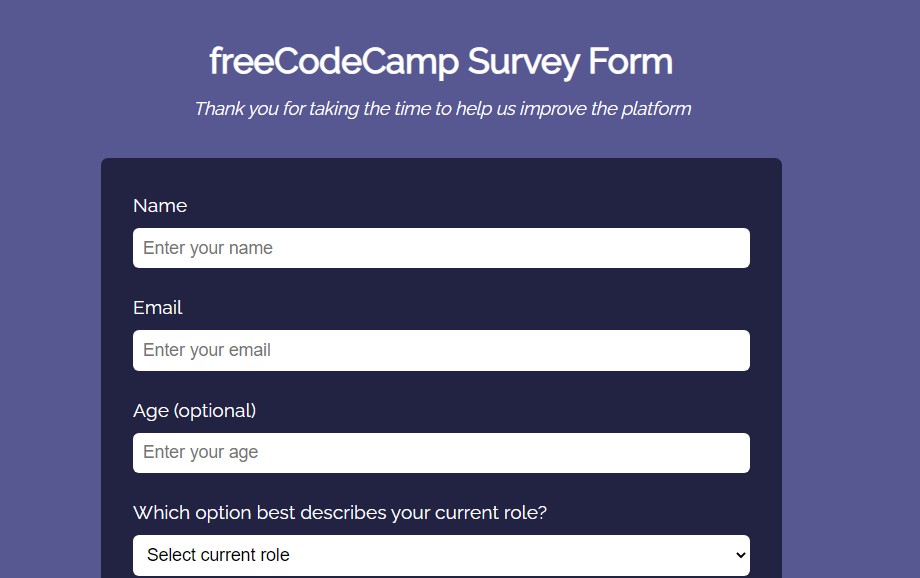 freeCodeCamp Survey Form
Thank you for taking the time to help us improve the platform
Name
Enter your name
Email
Enter your email
Age (optional)
Enter your age
Which option best describes your current role?
Select current role